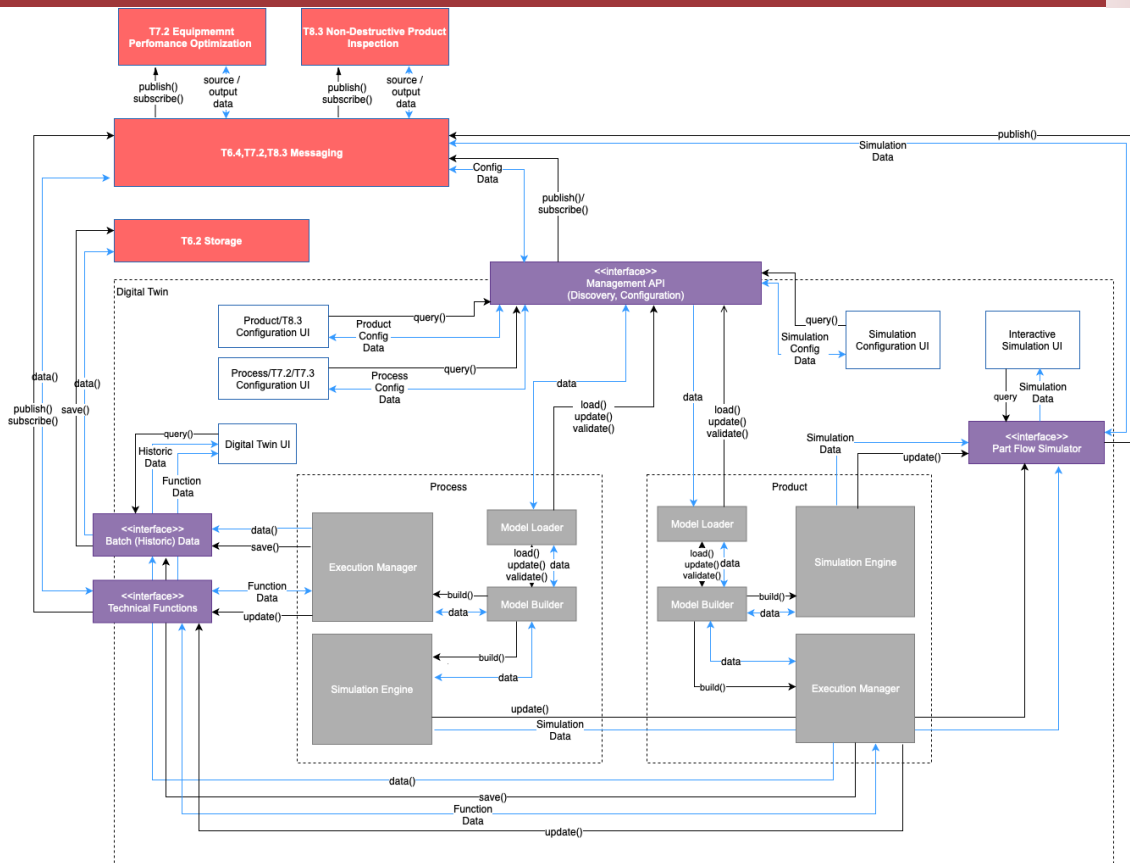 T7.2 Equipmemnt
Perfomance Optimization
T8.3 Non-Destructive Product
Inspection
publish()
subscribe()
source /
output
data
publish()
subscribe()
source /
output
data
T6.4,T7.2,T8.3 Messaging
publish()
Simulation
Data
Config
Data
publish()/
subscribe()
T6.2 Storage
<<interface>>
Management API
(Discovery, Configuration)
Digital Twin
Product/T8.3
Configuration UI
query()
Product
Config
Data
Process/T7.2/T7.3
Configuration UI
query()
Process
Config
Data
query()
Simulation
Config
Data
Simulation
Configuration UI
Interactive
Simulation UI
data()
data()
publish()
subscribe()
save()
data
load()
update()
validate()
data
load()
update()
validate()
query
Simulation
Data
query()
Historic
Data
Digital Twin UI
Function
Data
Simulation
Data
update()
<<interface>>
Part Flow Simulator
Process
Product
<<interface>>
Batch (Historic) Data
data()
save()
Execution Manager
Model Loader
load()
update()
validate()
data
Model Loader
load()
update()
validate()
data
Simulation Engine
<<interface>>
Technical Functions
Function
Data
update()
build()
data
Model Builder
Model Builder
build()
data
Simulation Engine
build()
data
data
build()
Execution Manager
update()
Simulation
Data
data()
save()
Function
Data
update()